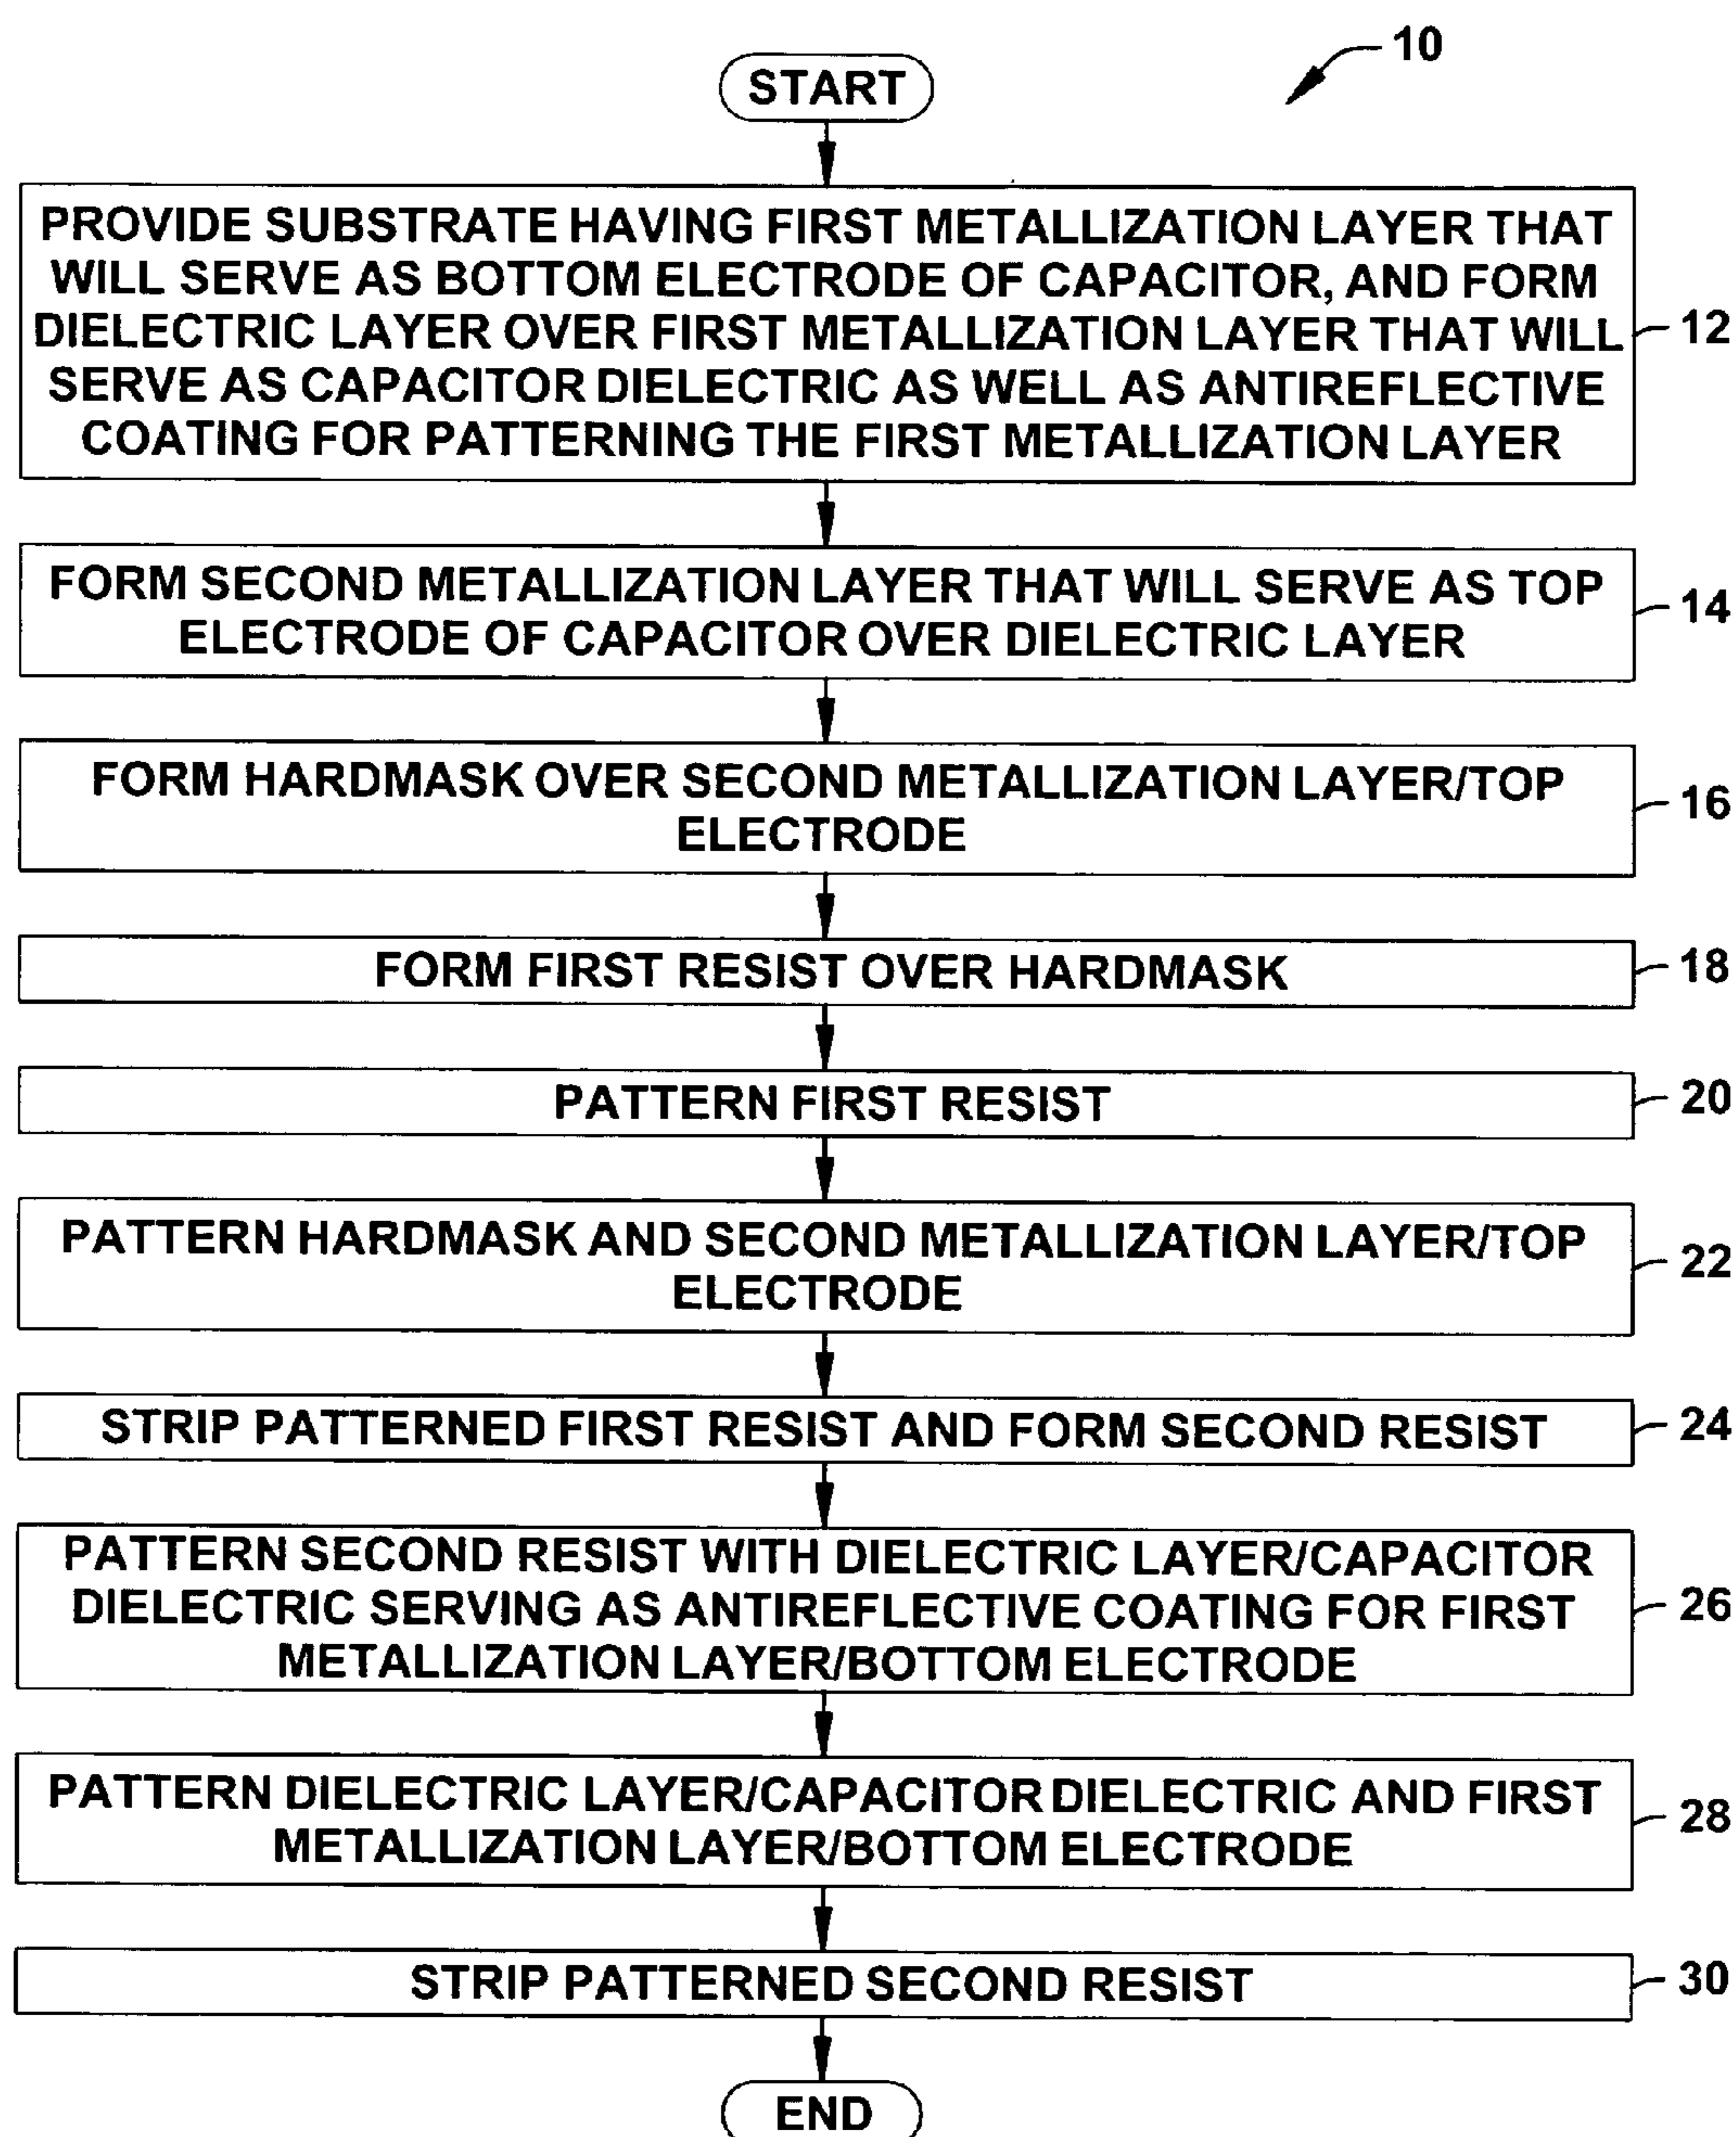 10
START
PROVIDE SUBSTRATE HAVING FIRST METALLIZATION LAYER THAT
WILL SERVE AS BOTTOM ELECTRODE OF CAPACITOR, AND FORM
DIELECTRIC LAYER OVER FIRST METALLIZATION LAYER THAT WILL
SERVE AS CAPACITOR DIELECTRIC AS WELL AS ANTIREFLECTIVE
COATING FOR PATTERNING THE FIRST METALLIZATION LAYER
12
FORM SECOND METALLIZATION LAYER THAT WILL SERVE AS TOP
ELECTRODE OF CAPACITOR OVER DIELECTRIC LAYER
14
FORM HARDMASK OVER SECOND METALLIZATION LAYER/TOP
ELECTRODE
16
FORM FIRST RESIST OVER HARDMASK
18
PATTERN FIRST RESIST
20
PATTERN HARDMASK AND SECOND METALLIZATION LAYER/TOP
ELECTRODE
22
STRIP PATTERNED FIRST RESIST AND FORM SECOND RESIST
24
PATTERN SECOND RESIST WITH DIELECTRIC LAYER/CAPACITOR
DIELECTRIC SERVING AS ANTIREFLECTIVE COATING FOR FIRST
METALLIZATION LAYER/BOTTOM ELECTRODE
26
PATTERN DIELECTRIC LAYER/CAPACITOR DIELECTRIC AND FIRST
METALLIZATION LAYER/BOTTOM ELECTRODE
28
STRIP PATTERNED SECOND RESIST
30
END